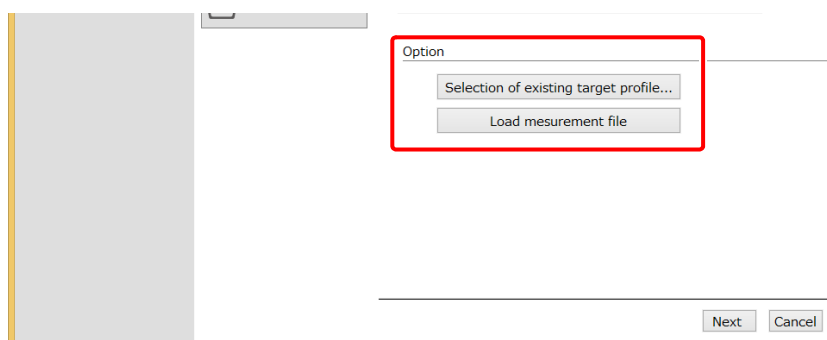 Option
Selection of existing target profile...
Load mesurement file
Next Cancel